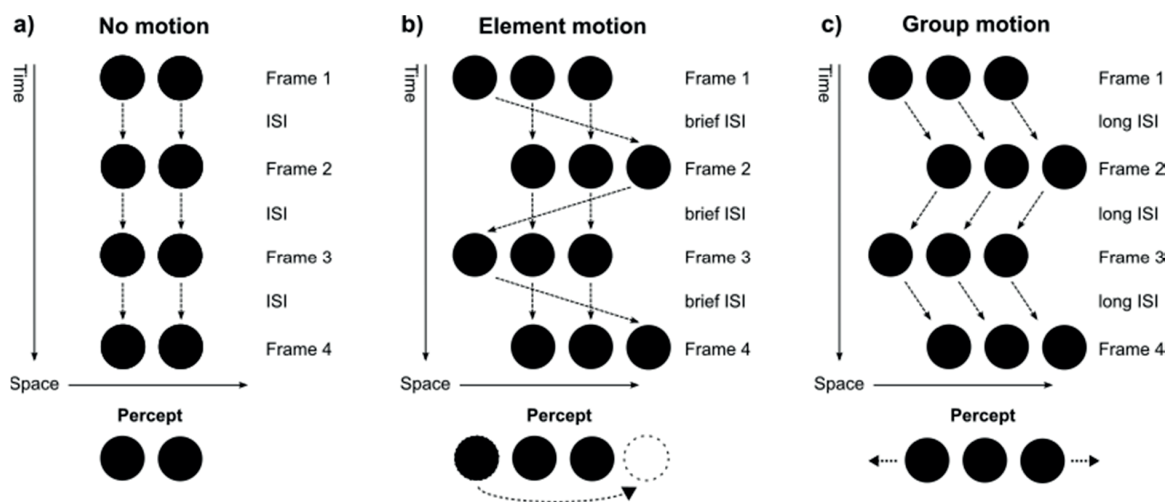 a) No motion
Time
Frame 1
ISI
Frame 2
ISI
Frame 3
ISI
Frame 4
Space
Percept
b) Element motion
Time
Frame 1
brief ISI
Frame 2
brief ISI
Frame 3
brief ISI
Frame 4
Space
Percept
c) Group motion
Time
Frame 1
long ISI
Frame 2
long ISI
Frame 3
long ISI
Frame 4
Space
Percept